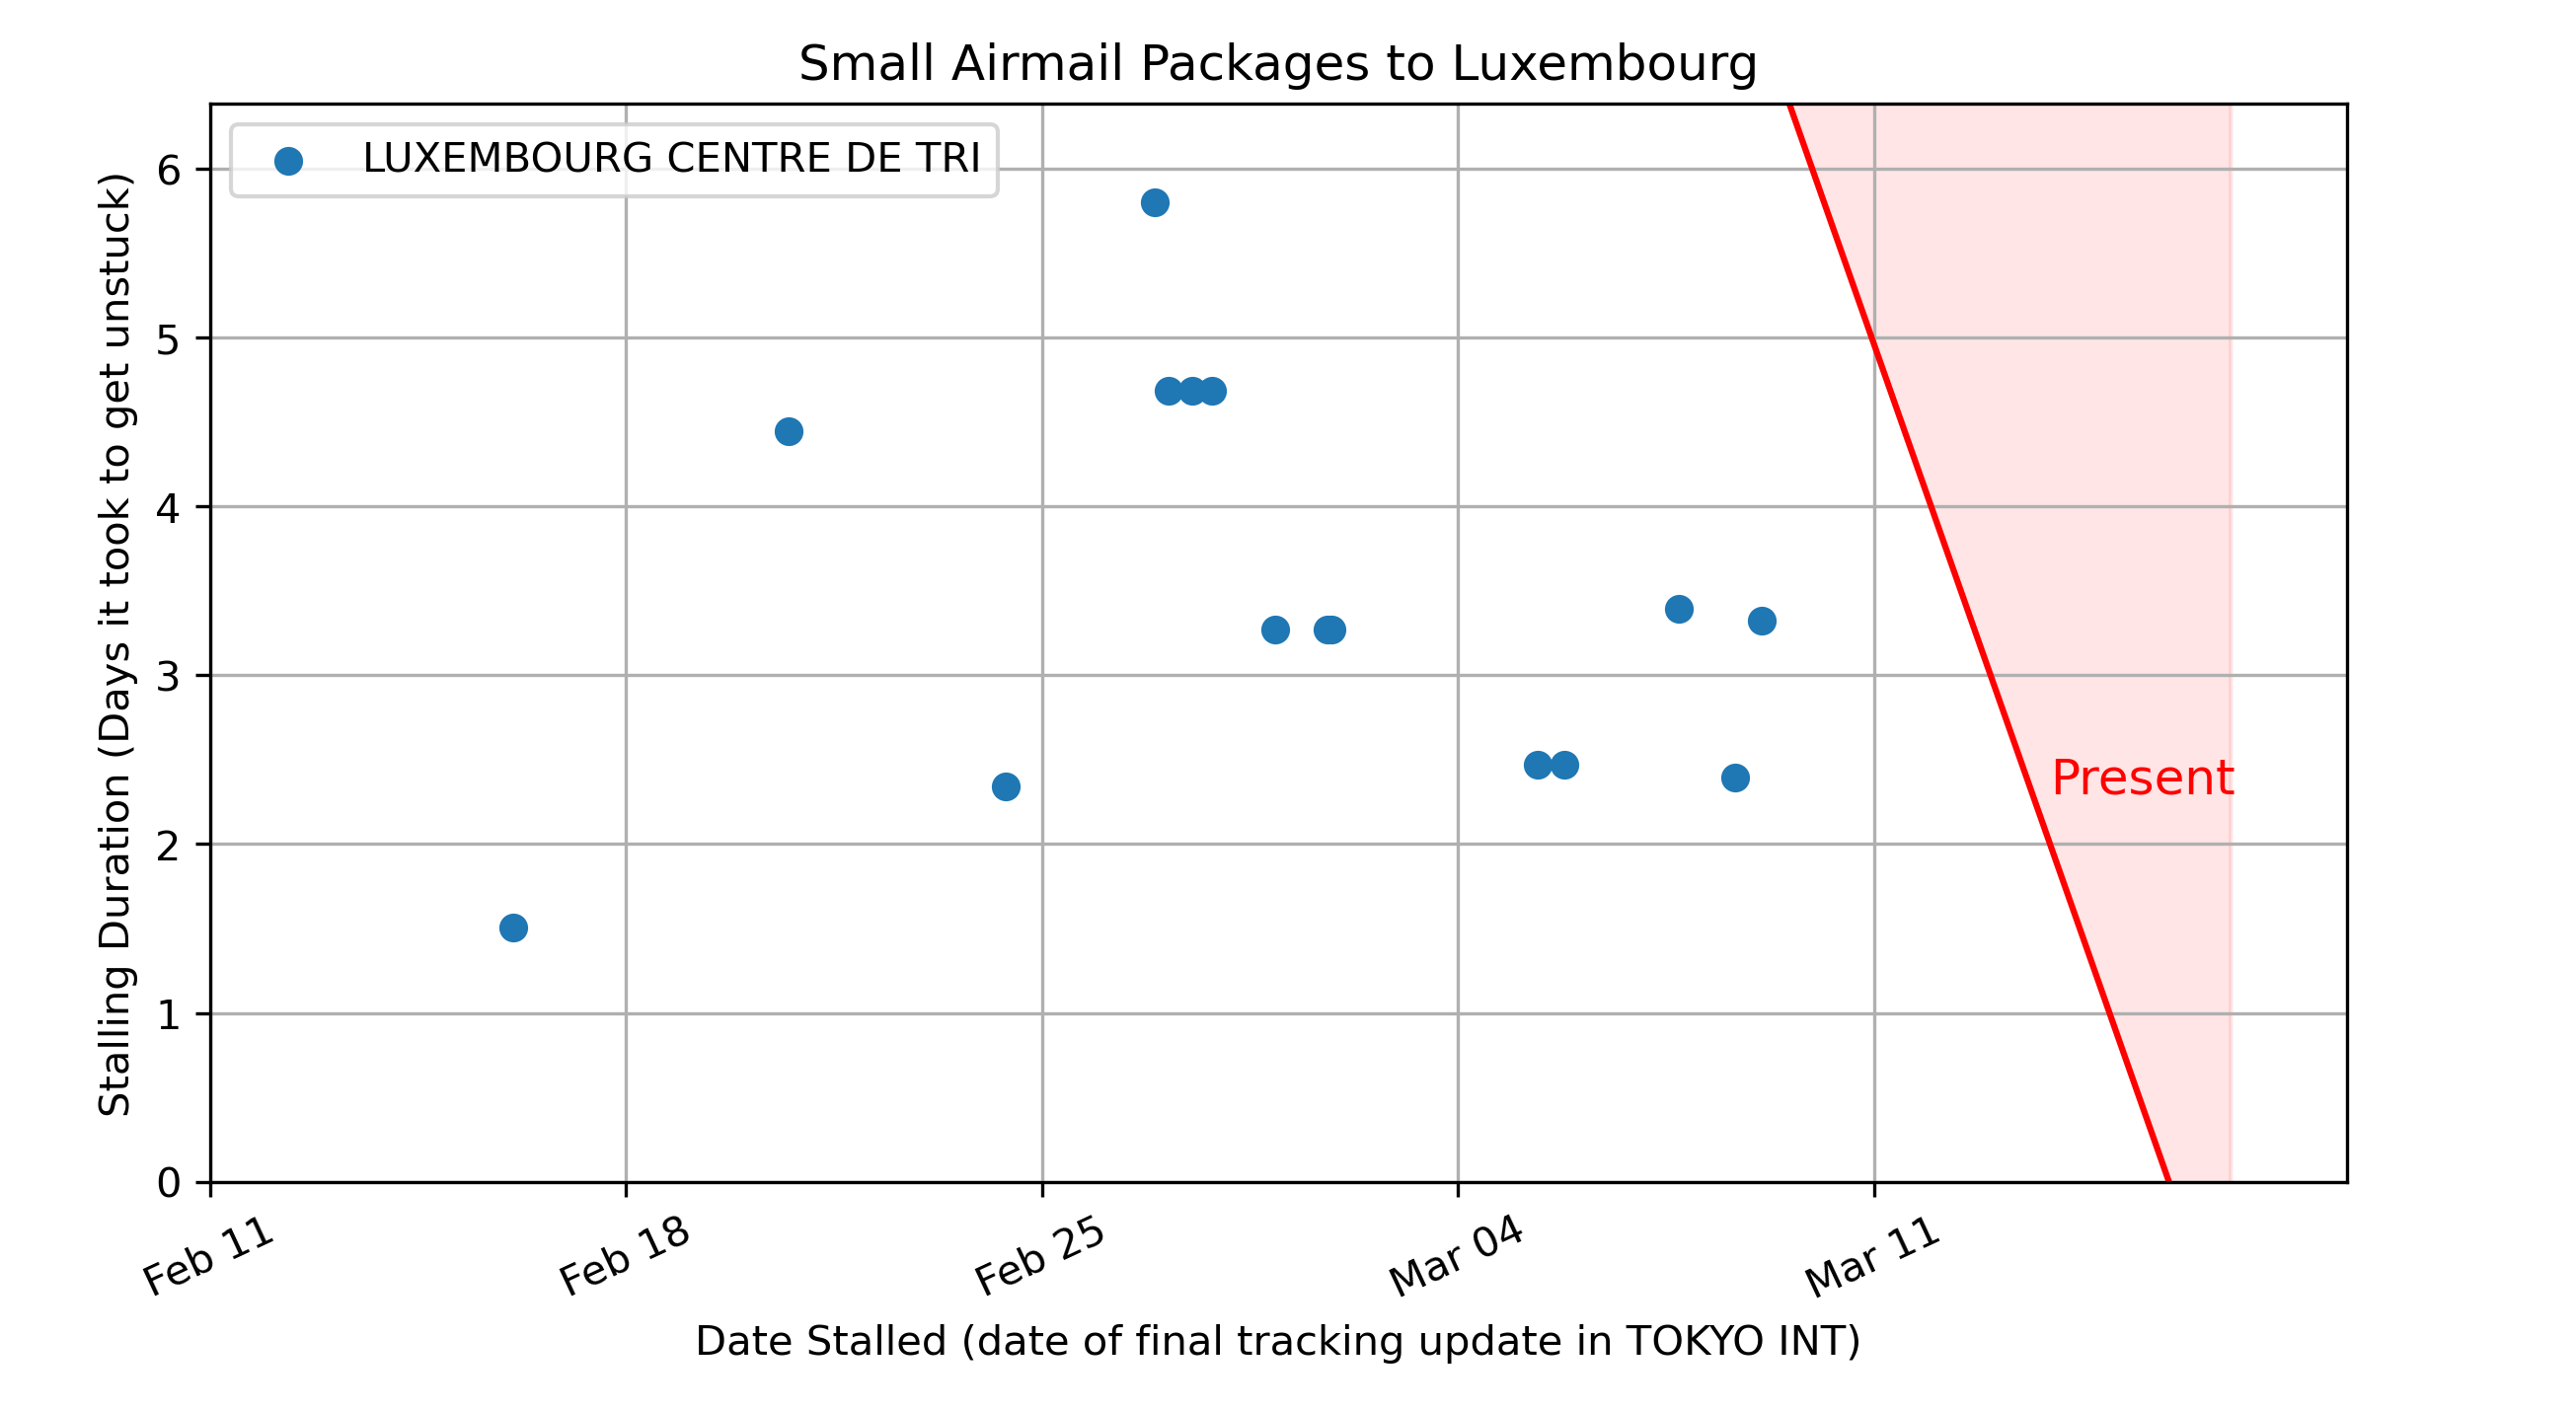 Small Airmail Packages to Luxembourg
LUXEMBOURG CENTRE DE TRI
Stalling Duration (Days it took to get unstuck)
6
5
4
3
2
1
0
Present
Feb 11
Feb 18
Feb 25
Mar 04
Mar 11
Date Stalled (date of final tracking update in TOKYO INT)